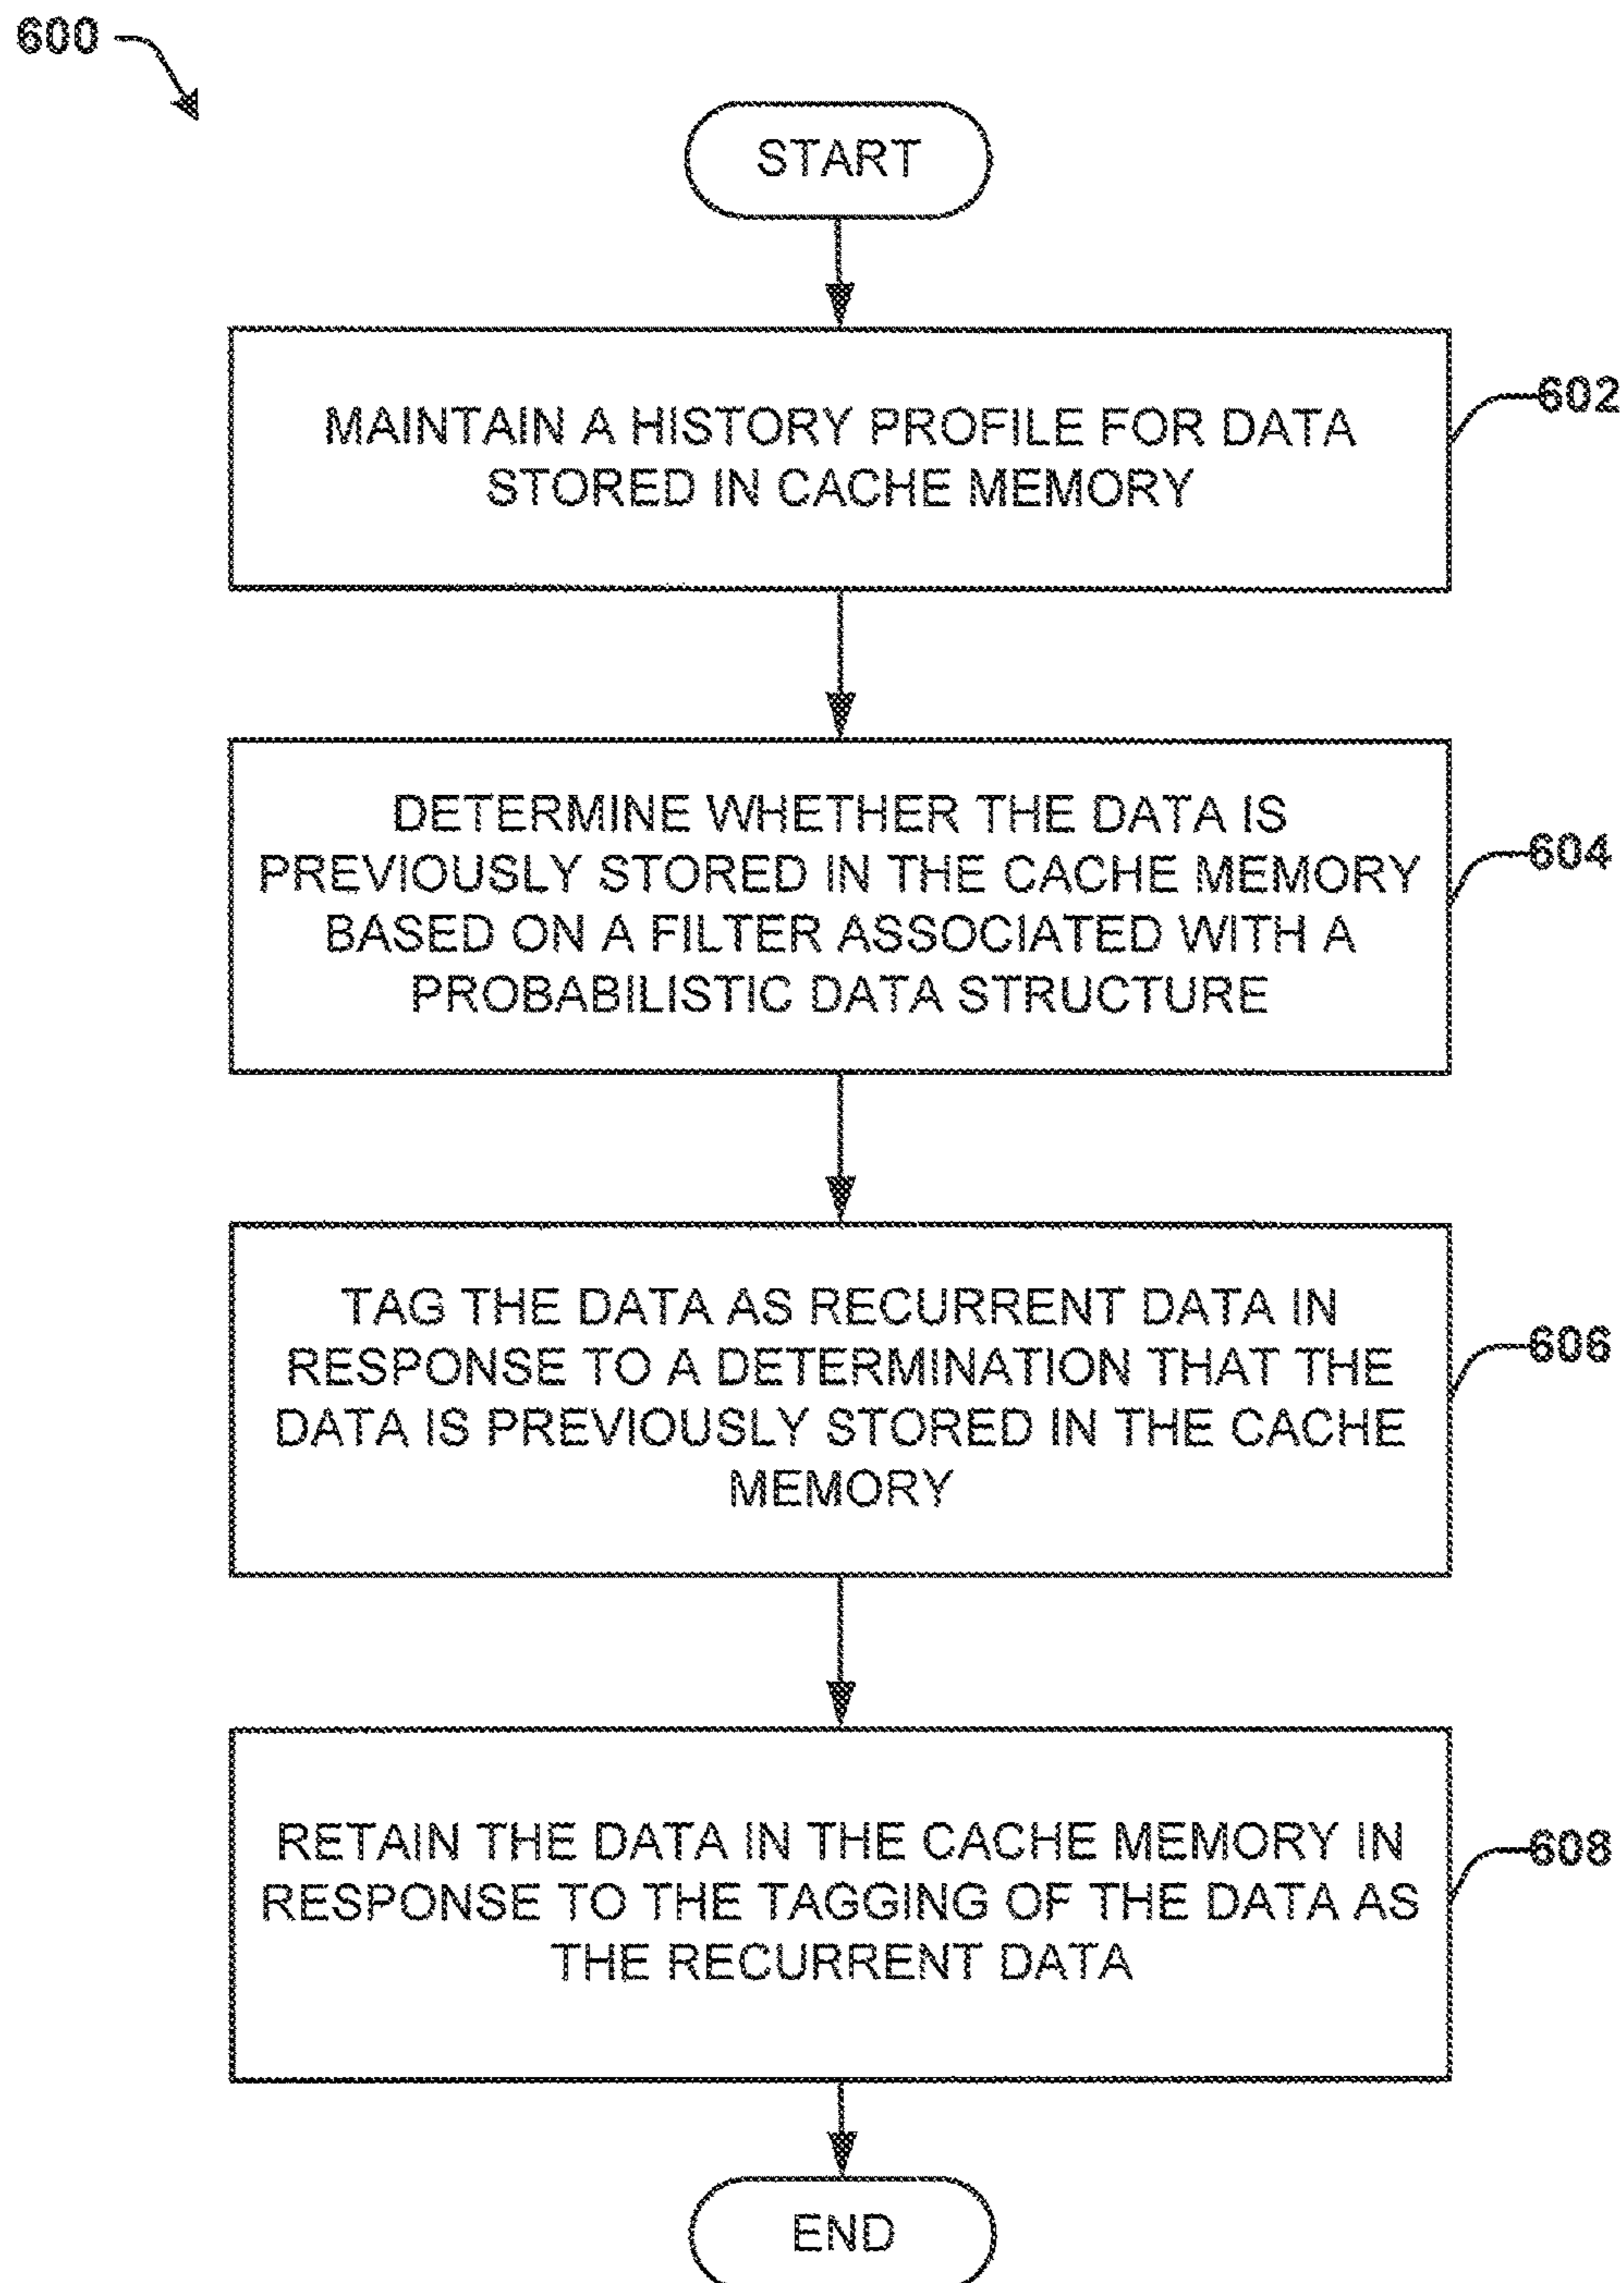 600
START
MAINTAIN A HISTORY PROFILE FOR DATA
STORED IN CACHE MEMORY
602
DETERMINE WHETHER THE DATA IS
PREVIOUSLY STORED IN THE CACHE MEMORY
BASED ON A FILTER ASSOCIATED WITH A
PROBABILISTIC DATA STRUCTURE
604
TAG THE DATA AS RECURRENT DATA IN
RESPONSE TO A DETERMINATION THAT THE
DATA IS PREVIOUSLY STORED IN THE CACHE
MEMORY
606
RETAIN THE DATA IN THE CACHE MEMORY IN
RESPONSE TO THE TAGGING OF THE DATA AS
THE RECURRENT DATA
608
END